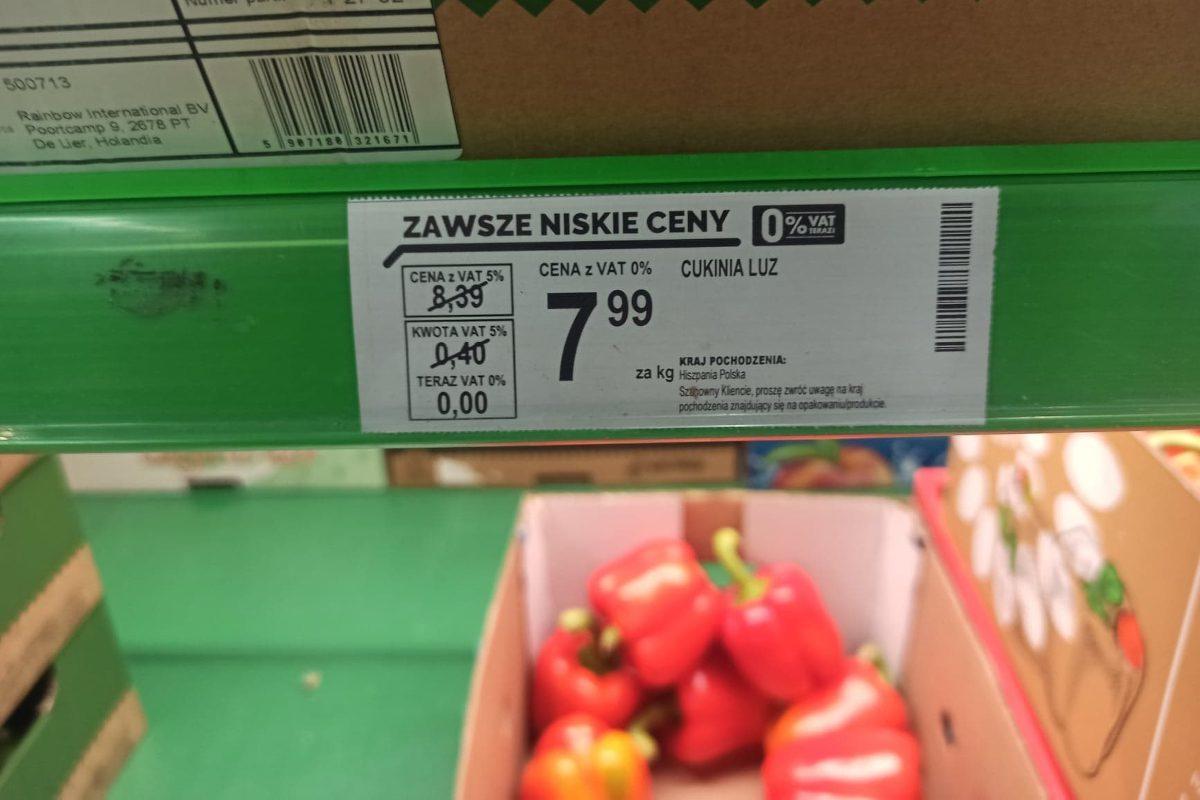 500713
Rainbow International BV
Poortcamp 9, 2678 PT
De Lier, Holandia
5 907180 321671
ZAWSZE NISKIE CENY
0% VAT
TERAZ!
CENA z VAT 5%
8,39
KWOTA VAT 5%
0,40
TERAZ VAT 0%
0,00
CENA z VAT 0%
7 99
za kg
CUKINIA LUZ
KRAJ POCHODZENIA:
Hiszpania Polska
Szanowny Kliencie, proszę zwróć uwagę na kraj
pochodzenia znajdujący się na opakowaniu/produkcie.